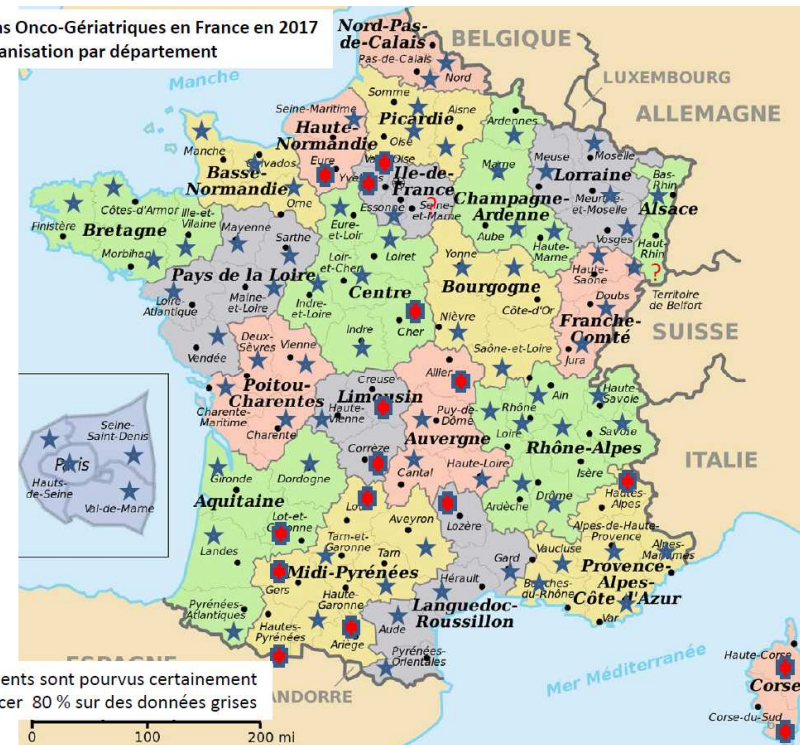 ns Onco-Gériatriques en France en 2017
anisation par département
Nord-Pas-
de-Calais
BELGIQUE
Pas-de-Calais
Nord
LUXEMBOURG
Manche
ALLEMAGNE
Somme
Picardie
Aisne
Oise
Ardennes
Seine-Maritime
Haute-
Normandie
Eure
Manche
Calvados
Basse-
Normandie
Orne
Val-d'Oise
Yvelines
Ile-de-
France
Essonne
Seine-
et-Marne
?
Marne
Champagne-
Ardenne
Aube
Haute-
Marne
Meuse
Moselle
Lorraine
Meurthe-
et-Moselle
Vosges
Bas-
Rhin
Alsace
Haut-
Rhin
?
Territoire
de Belfort
Côtes-d'Armor
Finistère
Bretagne
Ille-et-
Vilaine
Morbihan
Mayenne
Sarthe
Pays de la Loire
Loire-
Atlantique
Maine-
et-Loire
Vendée
Eure-
et-Loir
Loir-
et-Cher
Loiret
Centre
Indre-
et-Loire
Indre
Cher
Yonne
Bourgogne
Côte-d'Or
Nièvre
Saône-et-Loire
Haute-
Saône
Doubs
Franche-
Comté
Jura
SUISSE
Deux-
Sèvres
Vienne
Poitou-
Charentes
Charente-
Maritime
Charente
Creuse
Limousin
Haute-
Vienne
Corrèze
Allier
Puy-de-
Dôme
Auvergne
Cantal
Haute-Loire
Rhône
Ain
Haute-
Savoie
Loire
Savoie
Rhône-Alpes
Isère
Ardèche
Drôme
ITALIE
Seine-
Saint-Denis
Paris
Hauts-
de-Seine
Val-de-Marne
Gironde
Dordogne
Aquitaine
Lot-et-
Garonne
Landes
Pyrénées-
Atlantiques
Lot
Aveyron
Tarn-et-
Garonne
Tarn
Midi-Pyrénées
Gers
Haute-
Garonne
Hautes-
Pyrénées
Ariège
Lozère
Gard
Hérault
Languedoc-
Roussillon
Aude
Pyrénées-
Orientales
Hautes-
Alpes
Alpes-de-Haute-
Provence
Alpes-
Maritimes
Vaucluse
Bouches-
du-Rhône
Provence-
Alpes-
Côte d'Azur
Var
Mer Méditerranée
Haute-Corse
Corse
Corse-du-Sud
ESPAGNE
ANDORRE
ents sont pourvus certainement
cer 80 % sur des données grises
0
100
200 mi